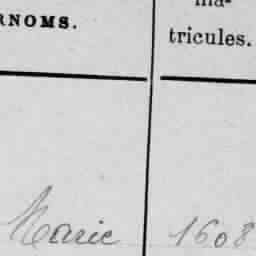 RNOMS.
ma-
tricules.
Marie 1608